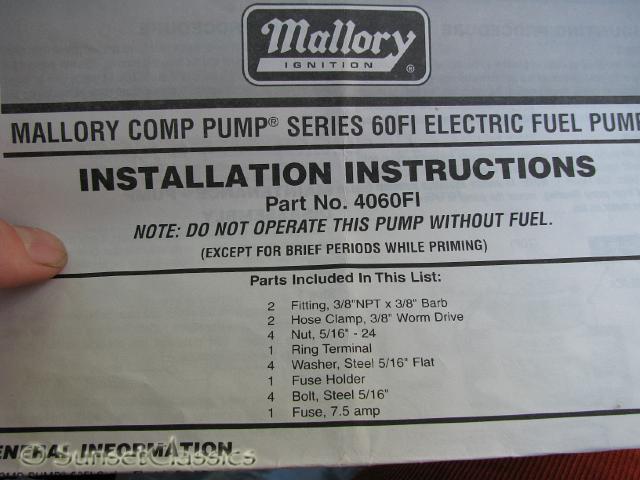 Mallory
IGNITION ®
MALLORY COMP PUMP® SERIES 60FI ELECTRIC FUEL PUMP
INSTALLATION INSTRUCTIONS
Part No. 4060FI
NOTE: DO NOT OPERATE THIS PUMP WITHOUT FUEL.
(EXCEPT FOR BRIEF PERIODS WHILE PRIMING)
Parts Included In This List:
2 Fitting, 3/8"NPT x 3/8" Barb
2 Hose Clamp, 3/8" Worm Drive
4 Nut, 5/16" - 24
1 Ring Terminal
4 Washer, Steel 5/16" Flat
1 Fuse Holder
4 Bolt, Steel 5/16"
1 Fuse, 7.5 amp
ENERAL INFORMATION
© SunsetClassics